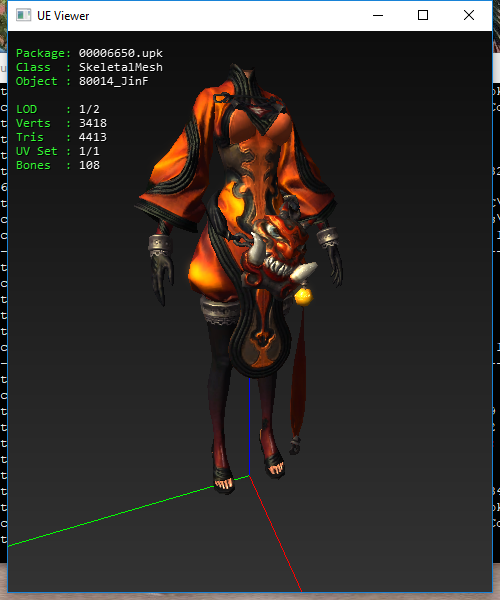 UE Viewer
Package: 00006650.upk
Class : SkeletalMesh
Object : 80014_JinF
LOD : 1/2
Verts : 3418
Tris : 4413
UV Set : 1/1
Bones : 108